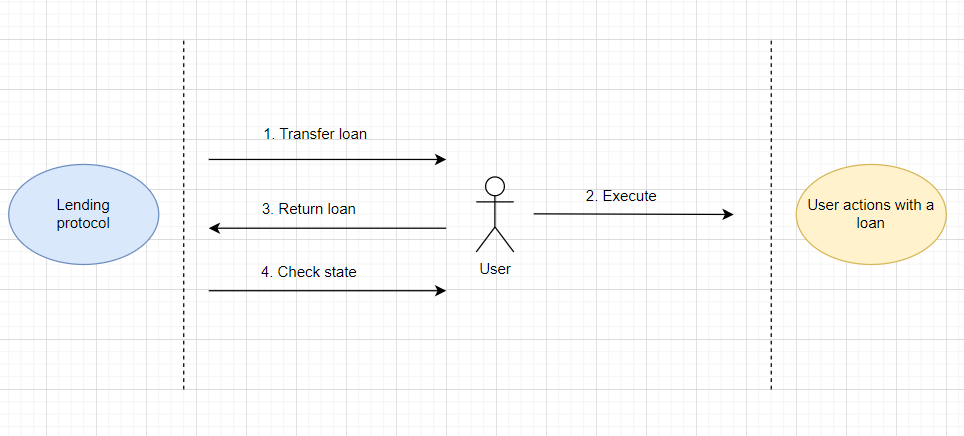 1. Transfer loan
Lending
protocol
3. Return loan
4. Check state
User
2. Execute
User actions with a
loan